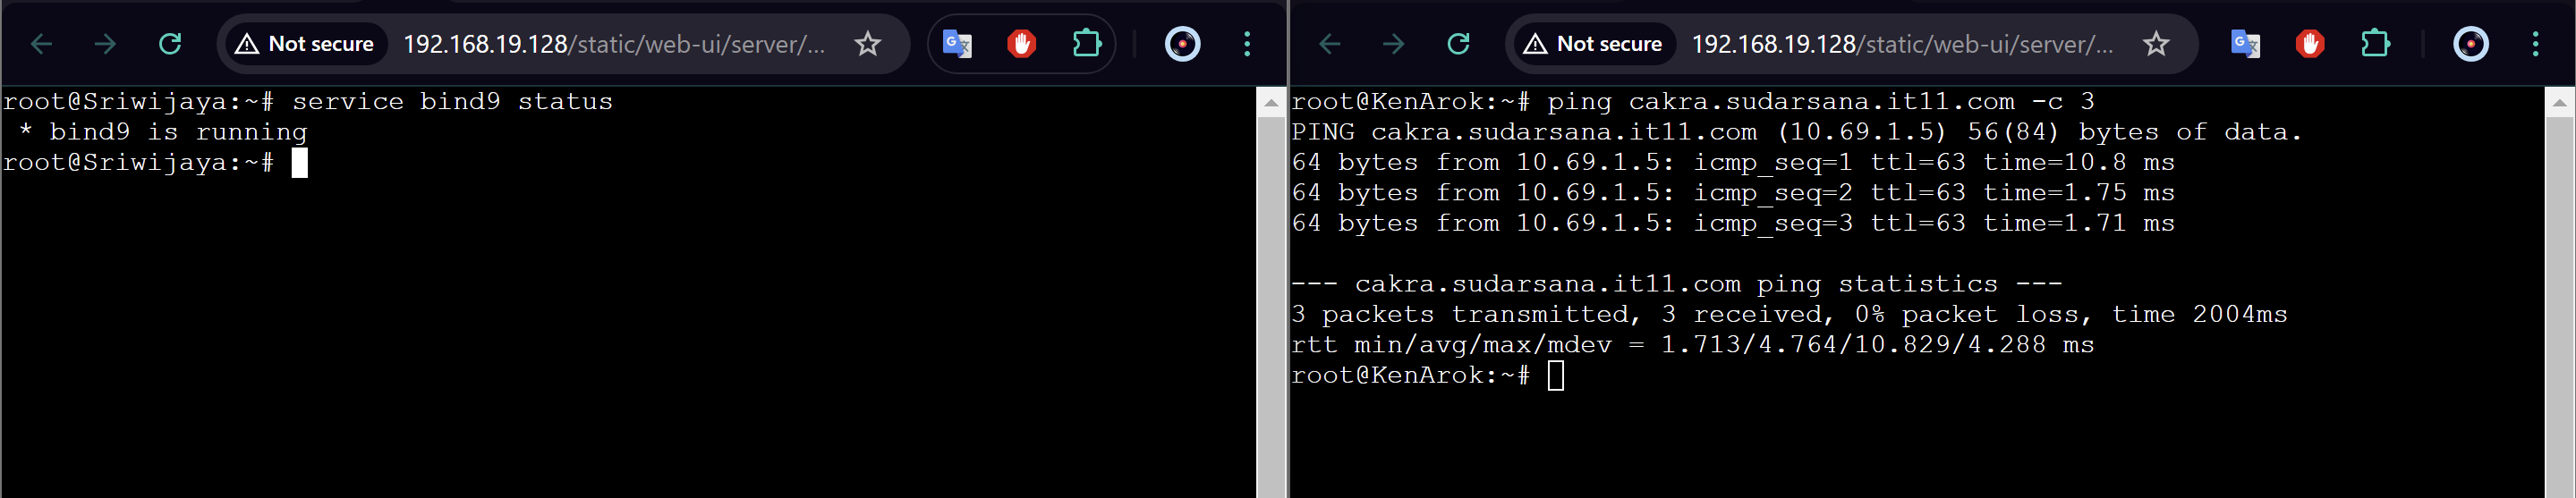 Not secure 192.168.19.128/static/web-ui/server/...
root@Sriwijaya:~# service bind9 status
 * bind9 is running
root@Sriwijaya:~#
Not secure 192.168.19.128/static/web-ui/server/...
root@KenArok:~# ping cakra.sudarsana.it11.com -c 3
PING cakra.sudarsana.it11.com (10.69.1.5) 56(84) bytes of data.
64 bytes from 10.69.1.5: icmp_seq=1 ttl=63 time=10.8 ms
64 bytes from 10.69.1.5: icmp_seq=2 ttl=63 time=1.75 ms
64 bytes from 10.69.1.5: icmp_seq=3 ttl=63 time=1.71 ms
--- cakra.sudarsana.it11.com ping statistics ---
3 packets transmitted, 3 received, 0% packet loss, time 2004ms
rtt min/avg/max/mdev = 1.713/4.764/10.829/4.288 ms
root@KenArok:~#